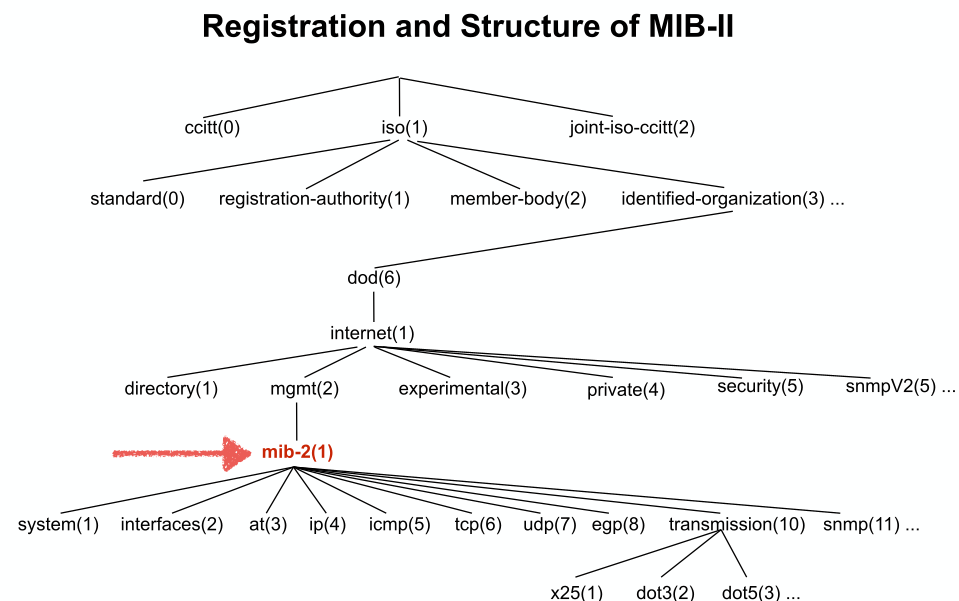 Registration and Structure of MIB-II
ccitt(0) iso(1) joint-iso-ccitt(2)
standard(0) registration-authority(1) member-body(2) identified-organization(3) ...
dod(6)
internet(1)
directory(1) mgmt(2) experimental(3) private(4) security(5) snmpV2(5) ...
mib-2(1)
system(1) interfaces(2) at(3) ip(4) icmp(5) tcp(6) udp(7) egp(8) transmission(10) snmp(11) ...
x25(1) dot3(2) dot5(3) ...